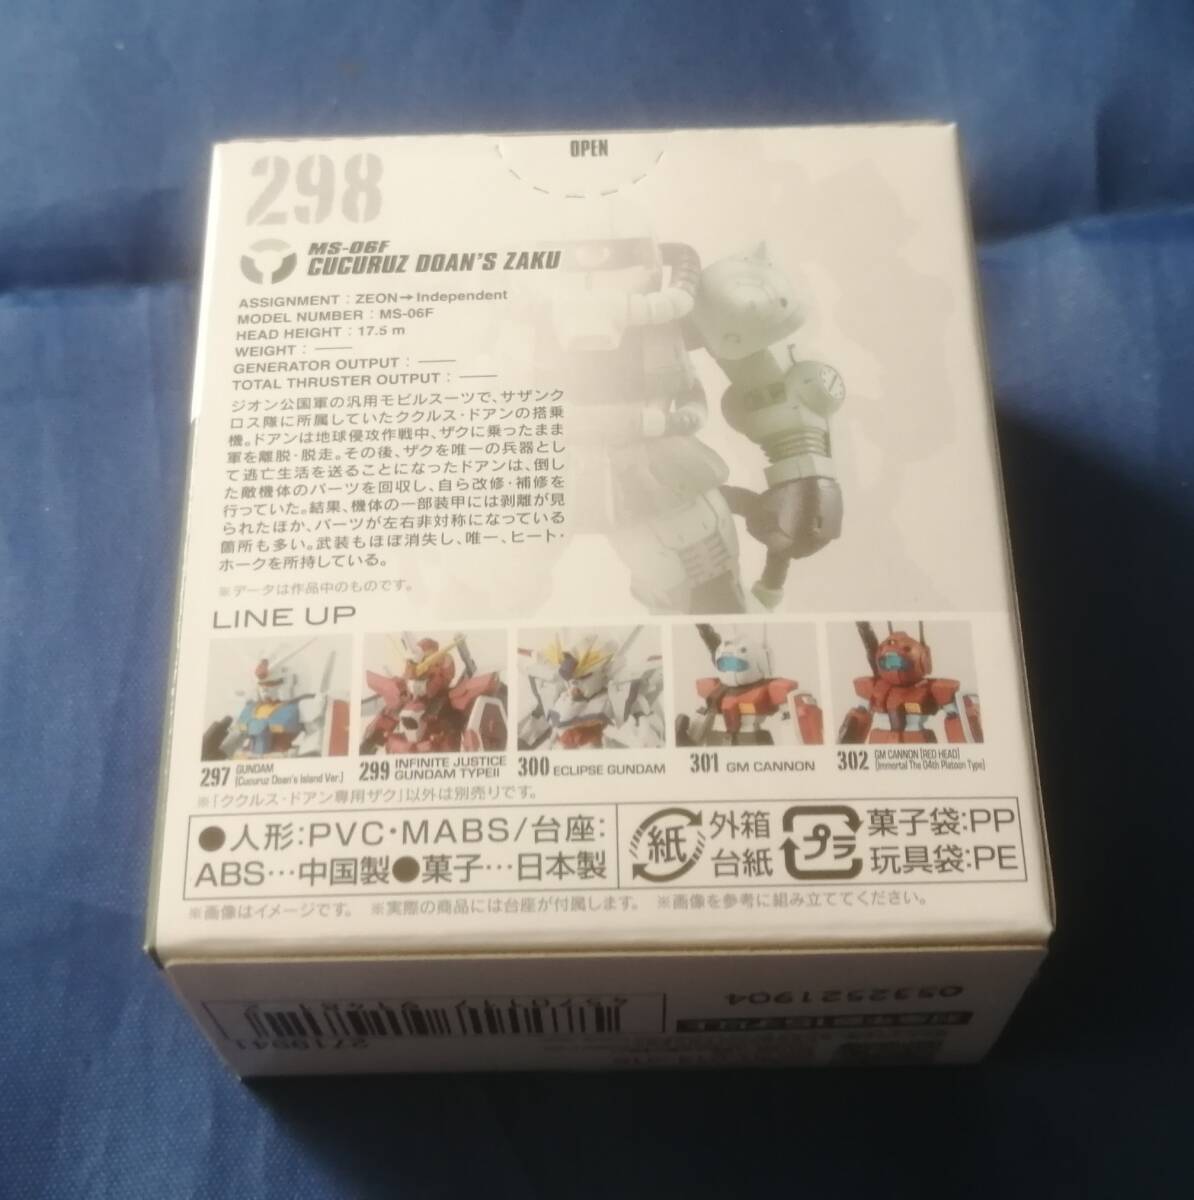 OPEN
298
MS-06F
CUCURUZ DOAN'S ZAKU
ASSIGNMENT : ZEON→Independent
MODEL NUMBER : MS-06F
HEAD HEIGHT : 17.5 m
WEIGHT : ——
GENERATOR OUTPUT : ——
TOTAL THRUSTER OUTPUT : ——
ジオン公国軍の汎用モビルスーツで、サザンク
ロス隊に所属していたククルス・ドアンの搭乗
機。ドアンは地球侵攻作戦中、ザクに乗ったまま
軍を離脱・脱走。その後、ザクを唯一の兵器とし
て逃亡生活を送ることになったドアンは、倒し
た敵機体のパーツを回収し、自ら改修・補修を
行っていた。結果、機体の一部装甲には剥離が見
られたほか、パーツが左右非対称になっている
箇所も多い。武装もほぼ消失し、唯一、ヒート・
ホークを所持している。
※データは作品中のものです。
LINE UP
297 GUNDAM
[Cucuruz Doan's Island Ver.]
299 INFINITE JUSTICE
GUNDAM TYPEII
300 ECLIPSE GUNDAM
301 GM CANNON
302 GM CANNON [RED HEAD]
[Immortal The 04th Platoon Type]
※「ククルス・ドアン専用ザク」以外は別売りです。
●人形:PVC・MABS/台座:
ABS…中国製●菓子…日本製
紙 外箱
台紙
プラ 菓子袋:PP
玩具袋:PE
※画像はイメージです。 ※実際の商品には台座が付属します。 ※画像を参考に組み立ててください。
0532521904